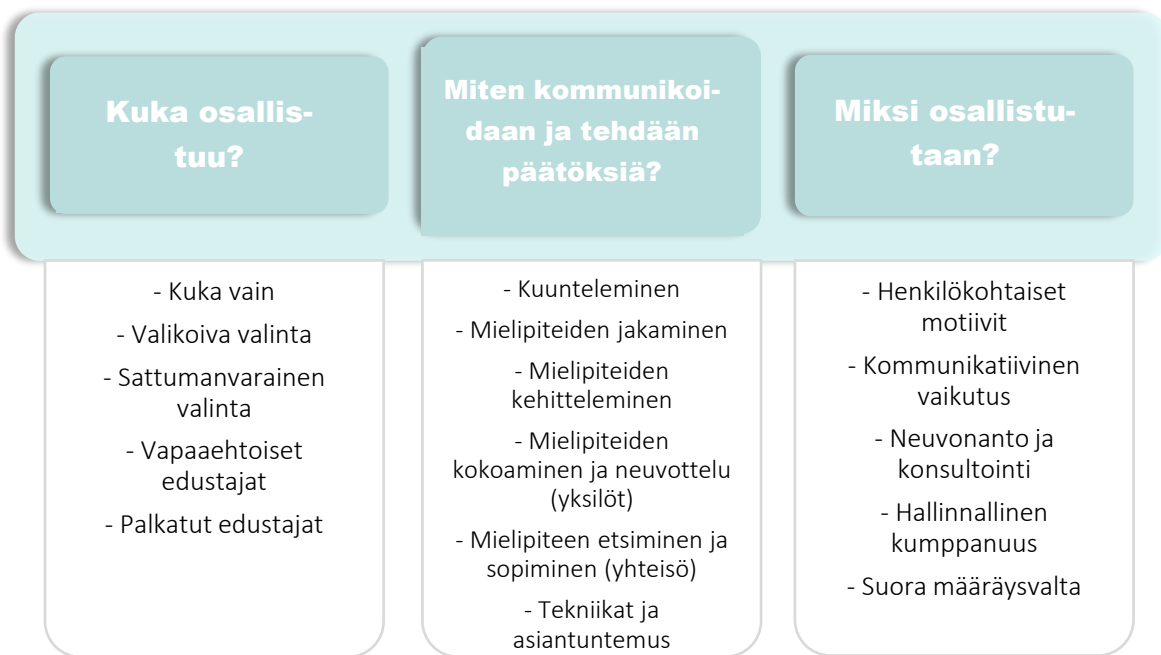 Kuka osallis-
tuu?
- Kuka vain
- Valikoiva valinta
- Sattumanvarainen
valinta
- Vapaaehtoiset
edustajat
- Palkatut edustajat
Miten kommunikoi-
daan ja tehdään
päätöksiä?
- Kuunteleminen
- Mielipiteiden jakaminen
- Mielipiteiden
kehitteleminen
- Mielipiteiden
kokoaminen ja neuvottelu
(yksilöt)
- Mielipiteen etsiminen ja
sopiminen (yhteisö)
- Tekniikat ja
asiantuntemus
Miksi osallistu-
taan?
- Henkilökohtaiset
motiivit
- Kommunikatiivinen
vaikutus
- Neuvonanto ja
konsultointi
- Hallinnallinen
kumppanuus
- Suora määräysvalta